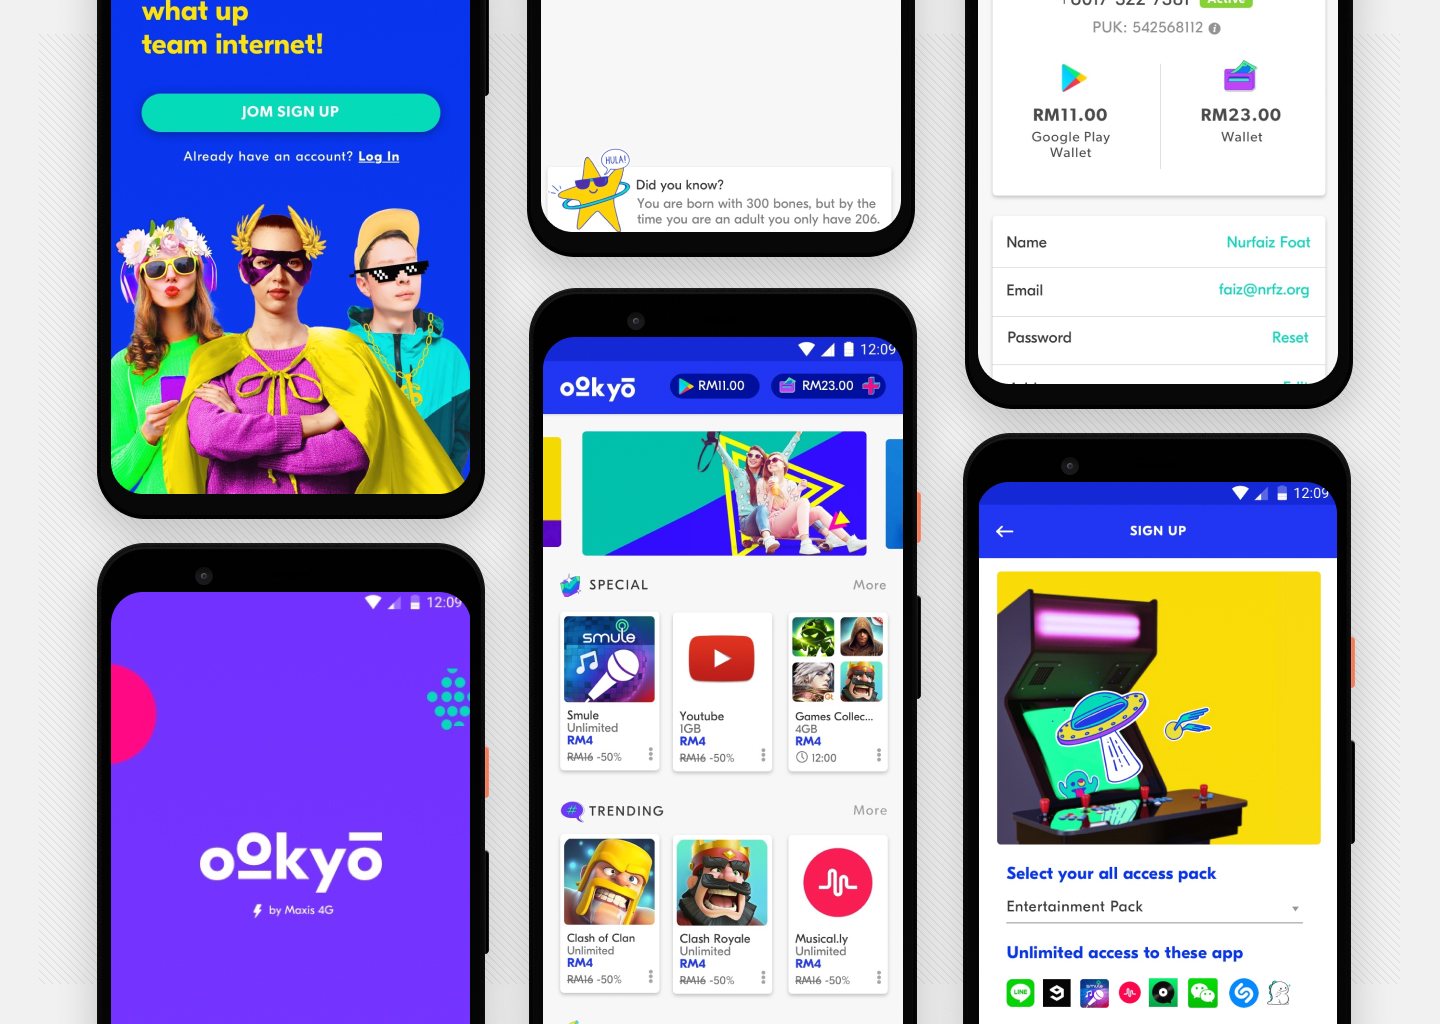 what up
team internet!
JOM SIGN UP
Already have an account? Log In
12:09
ookyo
by Maxis 4G
HULA!
Did you know?
You are born with 300 bones, but by the
time you are an adult you only have 206.
12:09
ookyō
RM11.00
RM23.00
SPECIAL
More
smule
Smule
Unlimited
RM4
RM16 -50%
Youtube
1GB
RM4
RM16 -50%
Games Collec...
4GB
RM4
12:00
#
TRENDING
More
Clash of Clan
Unlimited
RM4
RM16 -50%
Clash Royale
Unlimited
RM4
RM16 -50%
Musical.ly
Unlimited
RM4
RM16 -50%
Active
PUK: 542568112
RM11.00
Google Play
Wallet
RM23.00
Wallet
Name
Nurfaiz Foat
Email
faiz@nrfz.org
Password
Reset
Edit
12:09
SIGN UP
Select your all access pack
Entertainment Pack
Unlimited access to these app
LINE
smule